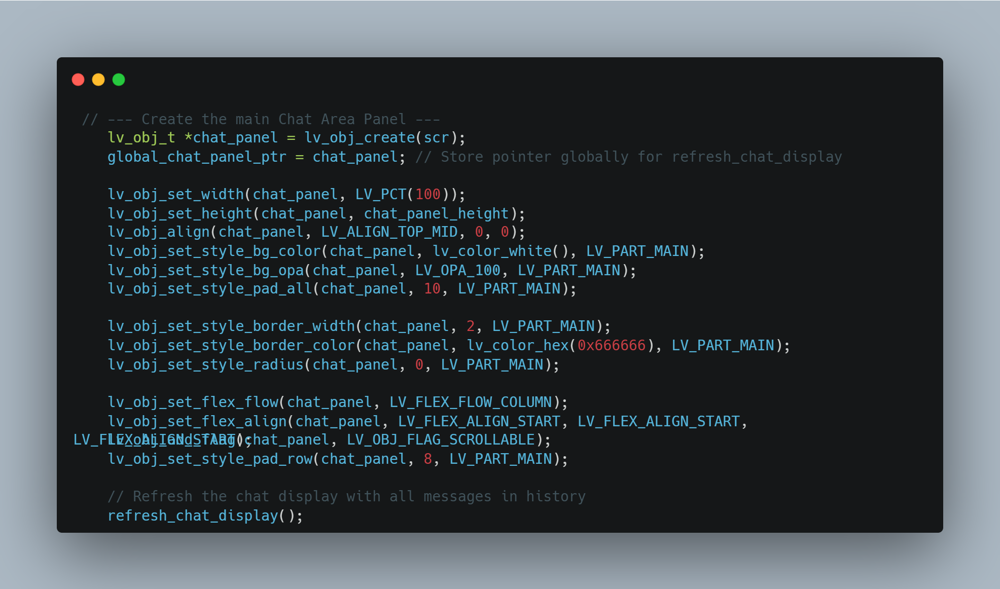 // --- Create the main Chat Area Panel ---
lv_obj_t *chat_panel = lv_obj_create(scr);
global_chat_panel_ptr = chat_panel; // Store pointer globally for refresh_chat_display
lv_obj_set_width(chat_panel, LV_PCT(100));
lv_obj_set_height(chat_panel, chat_panel_height);
lv_obj_align(chat_panel, LV_ALIGN_TOP_MID, 0, 0);
lv_obj_set_style_bg_color(chat_panel, lv_color_white(), LV_PART_MAIN);
lv_obj_set_style_bg_opa(chat_panel, LV_OPA_100, LV_PART_MAIN);
lv_obj_set_style_pad_all(chat_panel, 10, LV_PART_MAIN);
lv_obj_set_style_border_width(chat_panel, 2, LV_PART_MAIN);
lv_obj_set_style_border_color(chat_panel, lv_color_hex(0x666666), LV_PART_MAIN);
lv_obj_set_style_radius(chat_panel, 0, LV_PART_MAIN);
lv_obj_set_flex_flow(chat_panel, LV_FLEX_FLOW_COLUMN);
lv_obj_set_flex_align(chat_panel, LV_FLEX_ALIGN_START, LV_FLEX_ALIGN_START,
LV_FLEX_ALIGN_START);
lv_obj_add_flag(chat_panel, LV_OBJ_FLAG_SCROLLABLE);
lv_obj_set_style_pad_row(chat_panel, 8, LV_PART_MAIN);
// Refresh the chat display with all messages in history
refresh_chat_display();